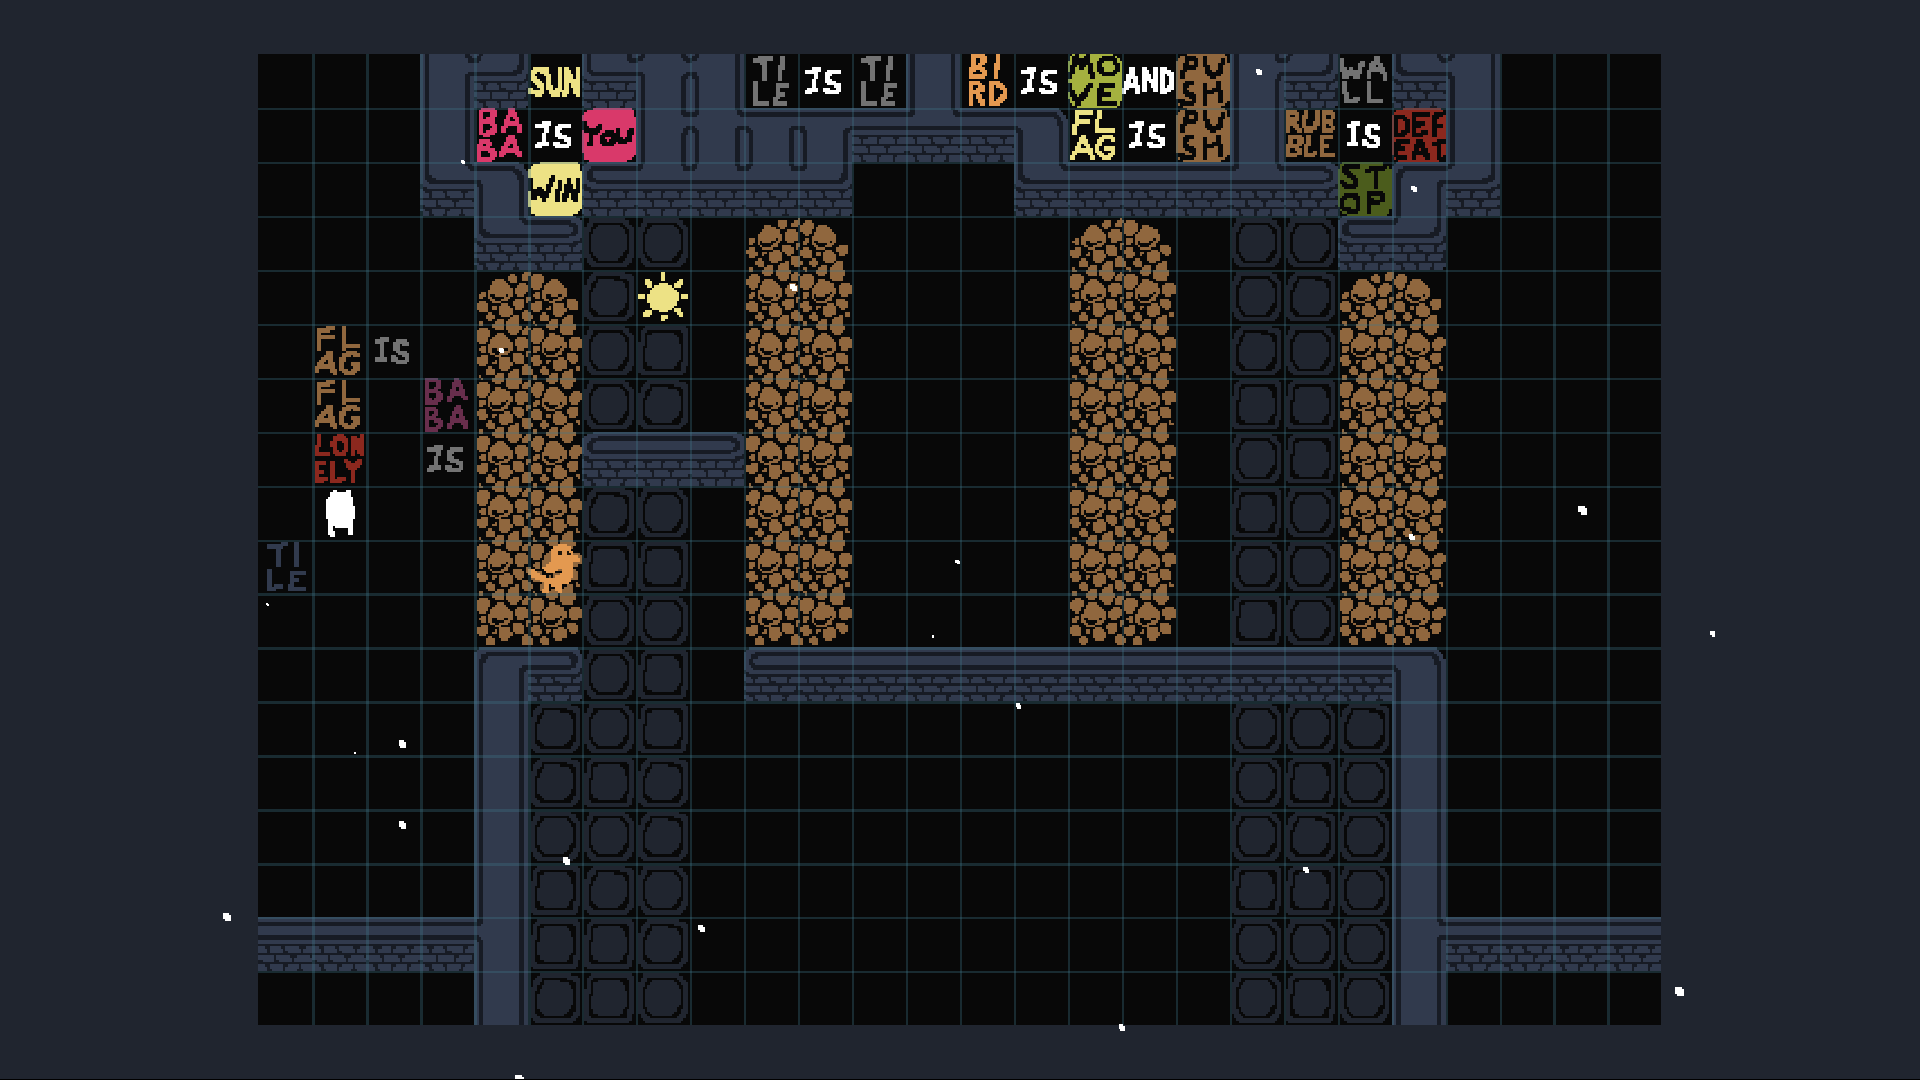 SUN TILE IS TILE BIRD IS MOVE AND PUSH WALL
BABA IS YOU FLAG IS PUSH RUBBLE IS DEFEAT
WIN STOP
FLAG IS
FLAG BABA
LONELY IS
TILE